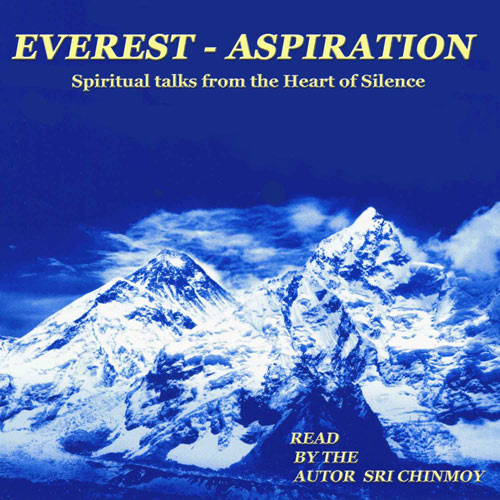 EVEREST - ASPIRATION
Spiritual talks from the Heart of Silence
READ
BY THE
AUTOR SRI CHINMOY